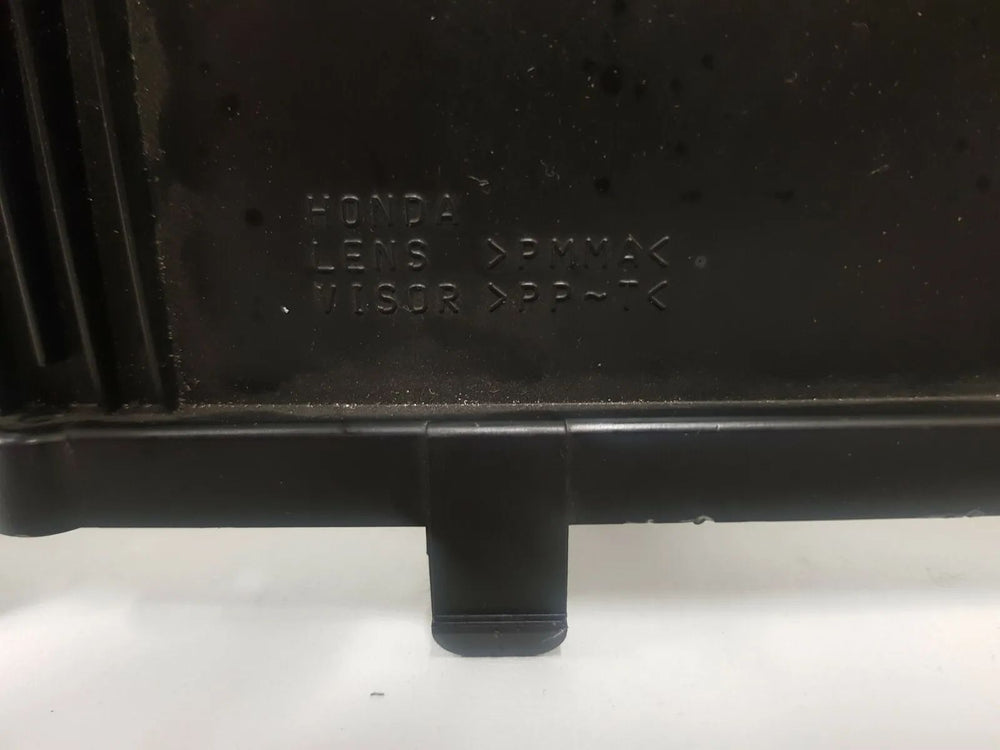 HONDA
LENS >PMMA<
VISOR >PP~T<